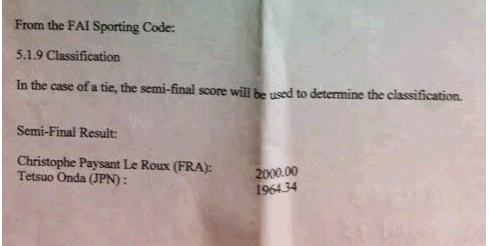 From the FAI Sporting Code:
5.1.9 Classification
In the case of a tie, the semi-final score will be used to determine the classification.
Semi-Final Result:
Christophe Paysant Le Roux (FRA): 2000.00
Tetsuo Onda (JPN) : 1964.34